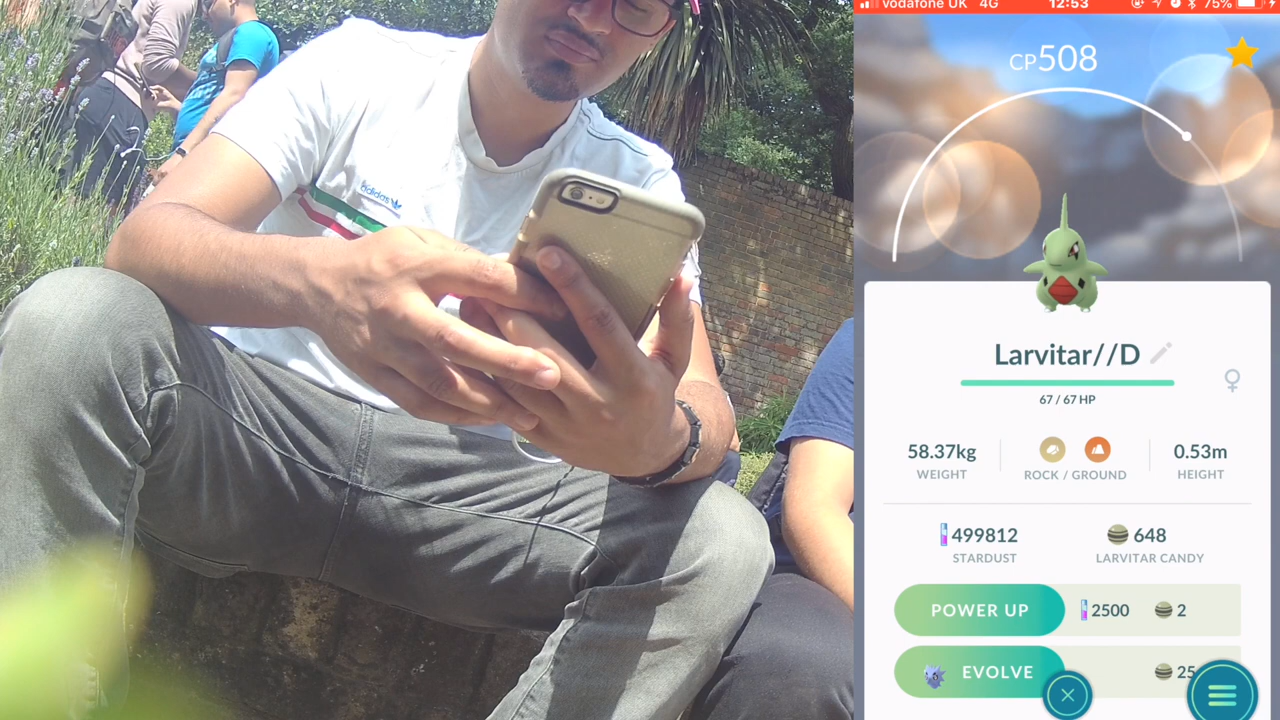 adidas
vodafone UK 4G 12:53 75%
CP508
Larvitar//D
67 / 67 HP
58.37kg
WEIGHT
ROCK / GROUND
0.53m
HEIGHT
499812
STARDUST
648
LARVITAR CANDY
POWER UP 2500 2
EVOLVE 25